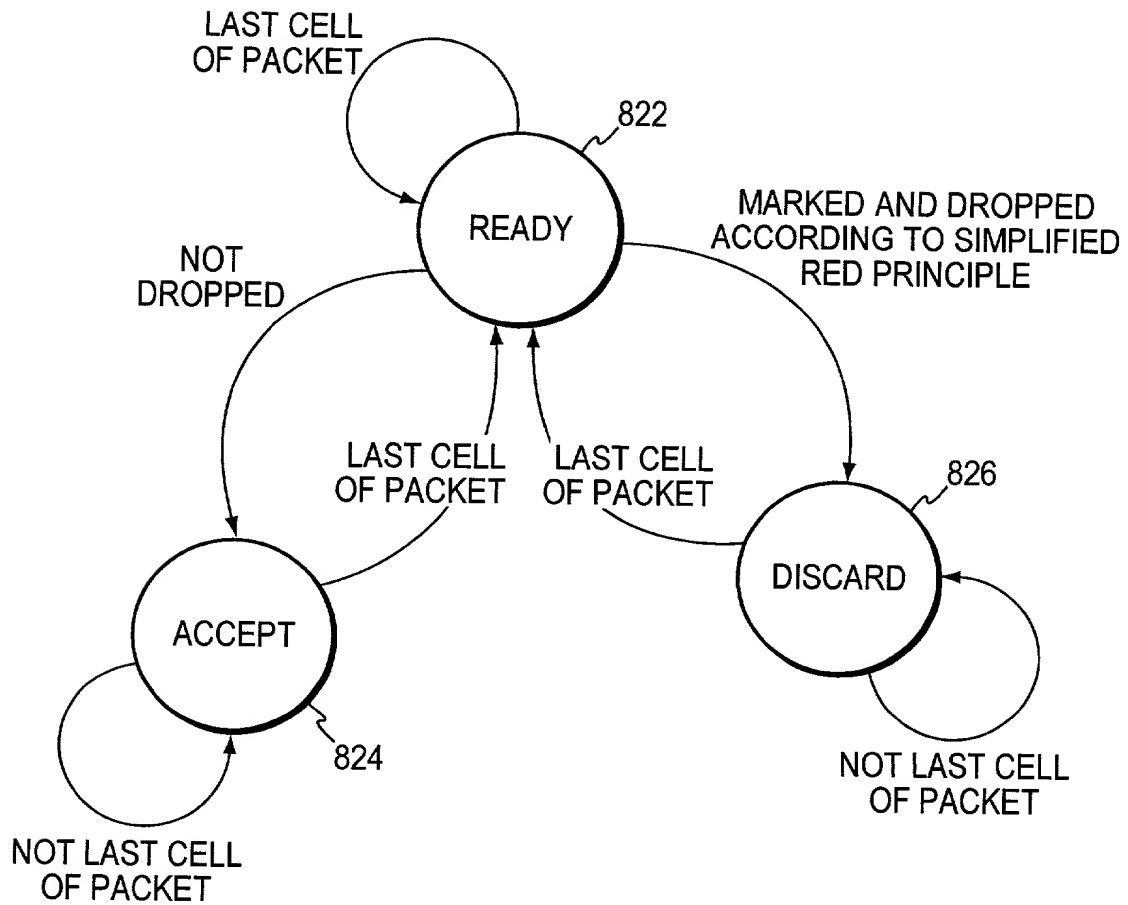 LAST CELL
OF PACKET
822
READY
MARKED AND DROPPED
ACCORDING TO SIMPLIFIED
RED PRINCIPLE
NOT
DROPPED
LAST CELL
OF PACKET
LAST CELL
OF PACKET
826
DISCARD
ACCEPT
824
NOT LAST CELL
OF PACKET
NOT LAST CELL
OF PACKET